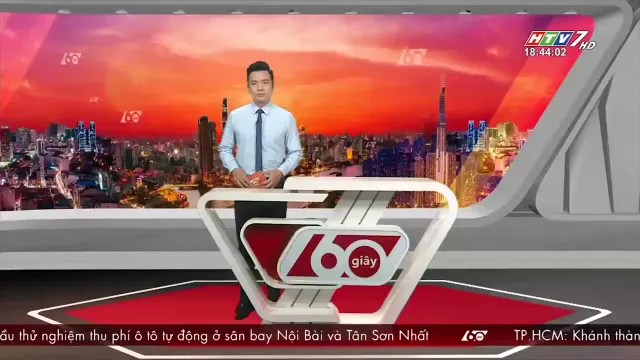 HTV7 HD
18:44:02
60
60
60 giây
ầu thử nghiệm thu phí ô tô tự động ở sân bay Nội Bài và Tân Sơn Nhất 60 TP.HCM: Khánh thàn